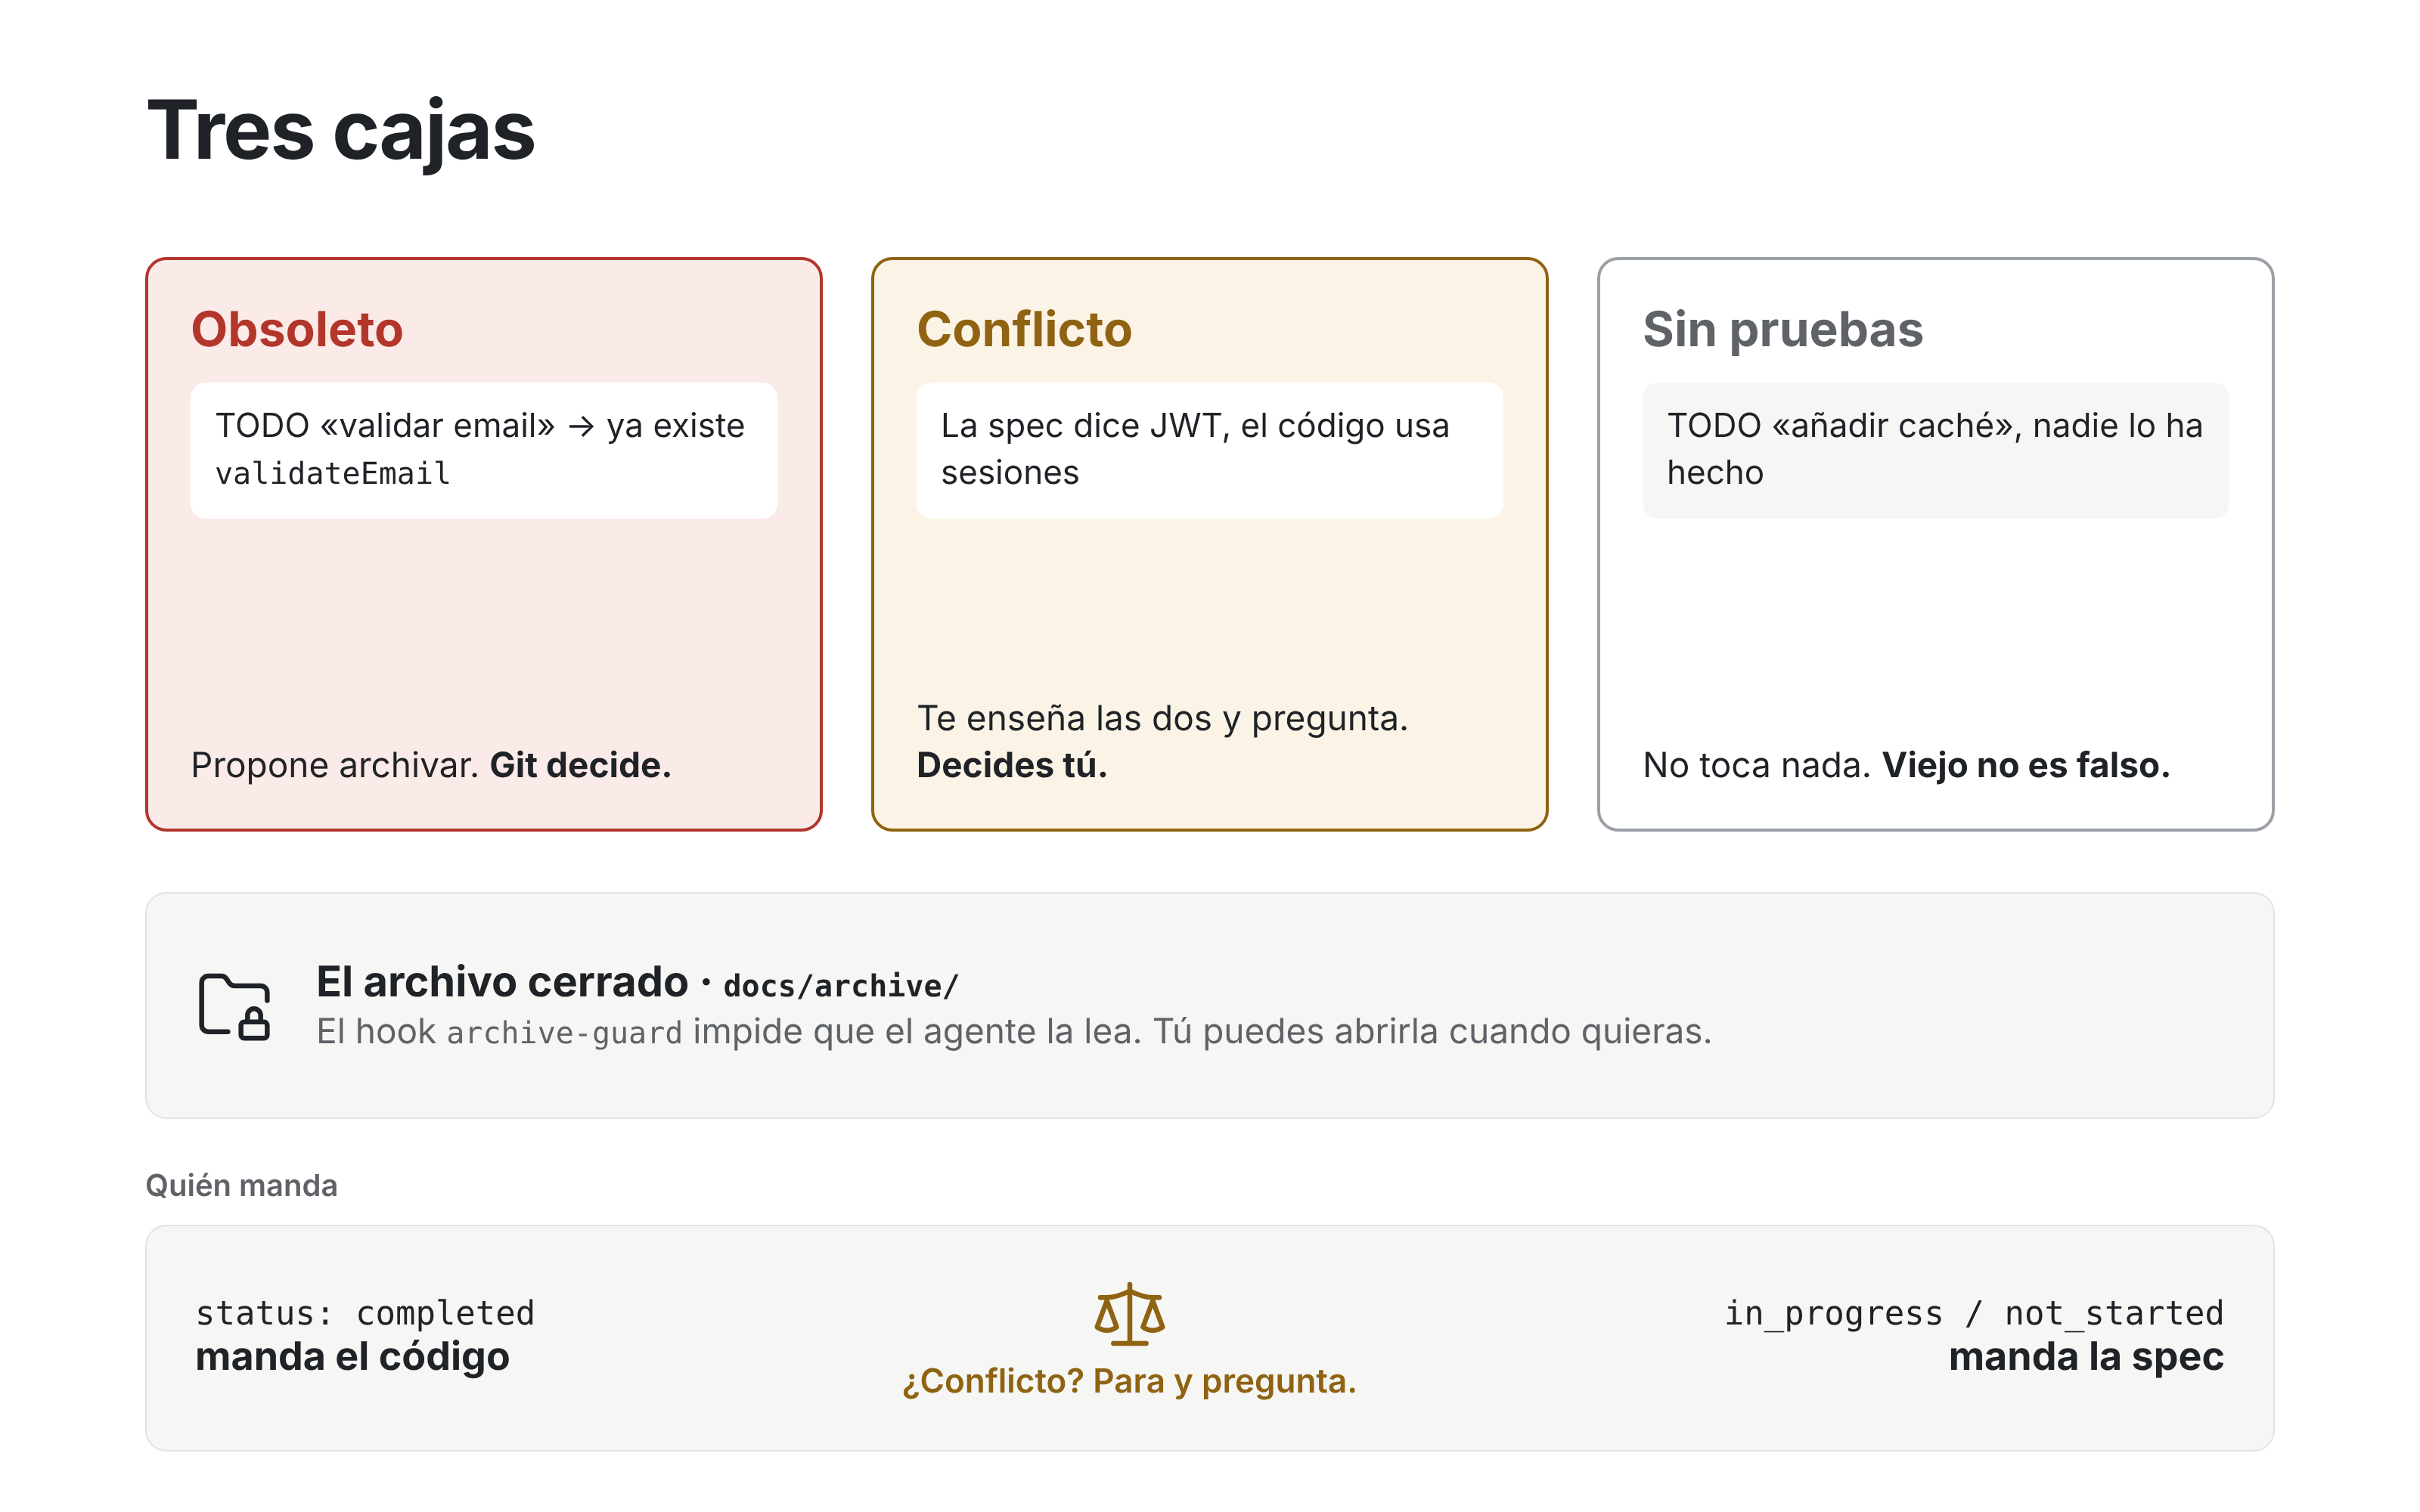 Tres cajas
Obsoleto
TODO «validar email» → ya existe
validateEmail
Propone archivar. Git decide.
Conflicto
La spec dice JWT, el código usa
sesiones
Te enseña las dos y pregunta.
Decides tú.
Sin pruebas
TODO «añadir caché», nadie lo ha
hecho
No toca nada. Viejo no es falso.
El archivo cerrado · docs/archive/
El hook archive-guard impide que el agente la lea. Tú puedes abrirla cuando quieras.
Quién manda
status: completed
manda el código
¿Conflicto? Para y pregunta.
in_progress / not_started
manda la spec